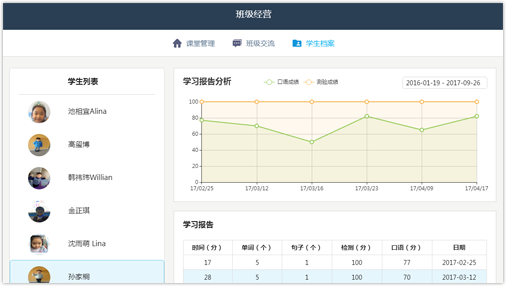 班级经营
课堂管理 班级交流 学生档案
学生列表
池相宜Alina
高玺博
韩祎玮Willian
金正琪
沈雨萌 Lina
孙家桐
学习报告分析
口语成绩 测验成绩
2016-01-19 - 2017-09-26
100
80
60
40
20
0
17/02/25 17/03/12 17/03/16 17/03/23 17/04/09 17/04/17
学习报告
时间（分） 单词（个） 句子（个） 检测（分） 口语（分） 日期
17 5 1 100 77 2017-02-25
28 5 1 100 70 2017-03-12